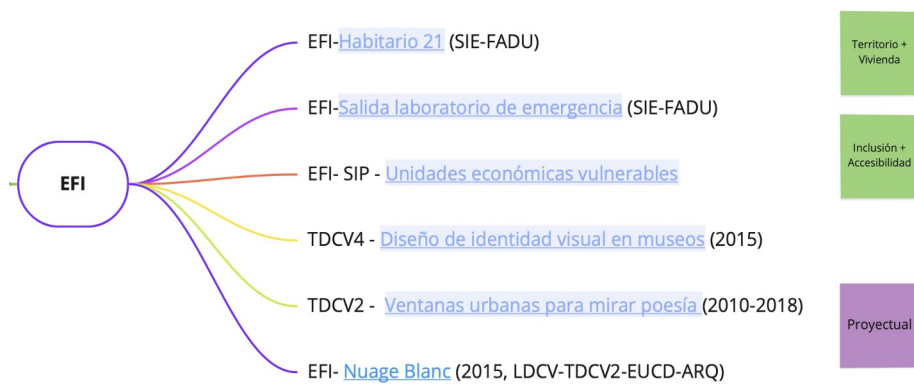 EFI
EFI-Habitario 21 (SIE-FADU)
EFI-Salida laboratorio de emergencia (SIE-FADU)
EFI- SIP - Unidades económicas vulnerables
TDCV4 - Diseño de identidad visual en museos (2015)
TDCV2 - Ventanas urbanas para mirar poesía (2010-2018)
EFI- Nuage Blanc (2015, LDCV-TDCV2-EUCD-ARQ)
Territorio +
Vivienda
Inclusión +
Accesibilidad
Proyectual